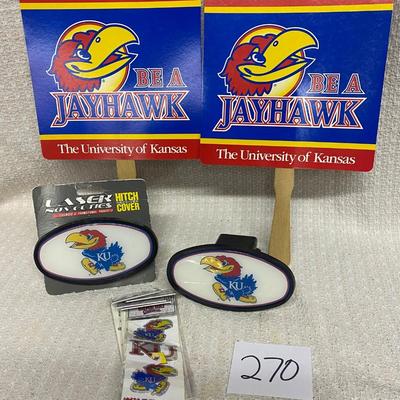 BE A
JAYHAWK
The University of Kansas
BE A
JAYHAWK
The University of Kansas
LASER
NOVELTIES
HITCH
COVER
KU
KU
KU
270